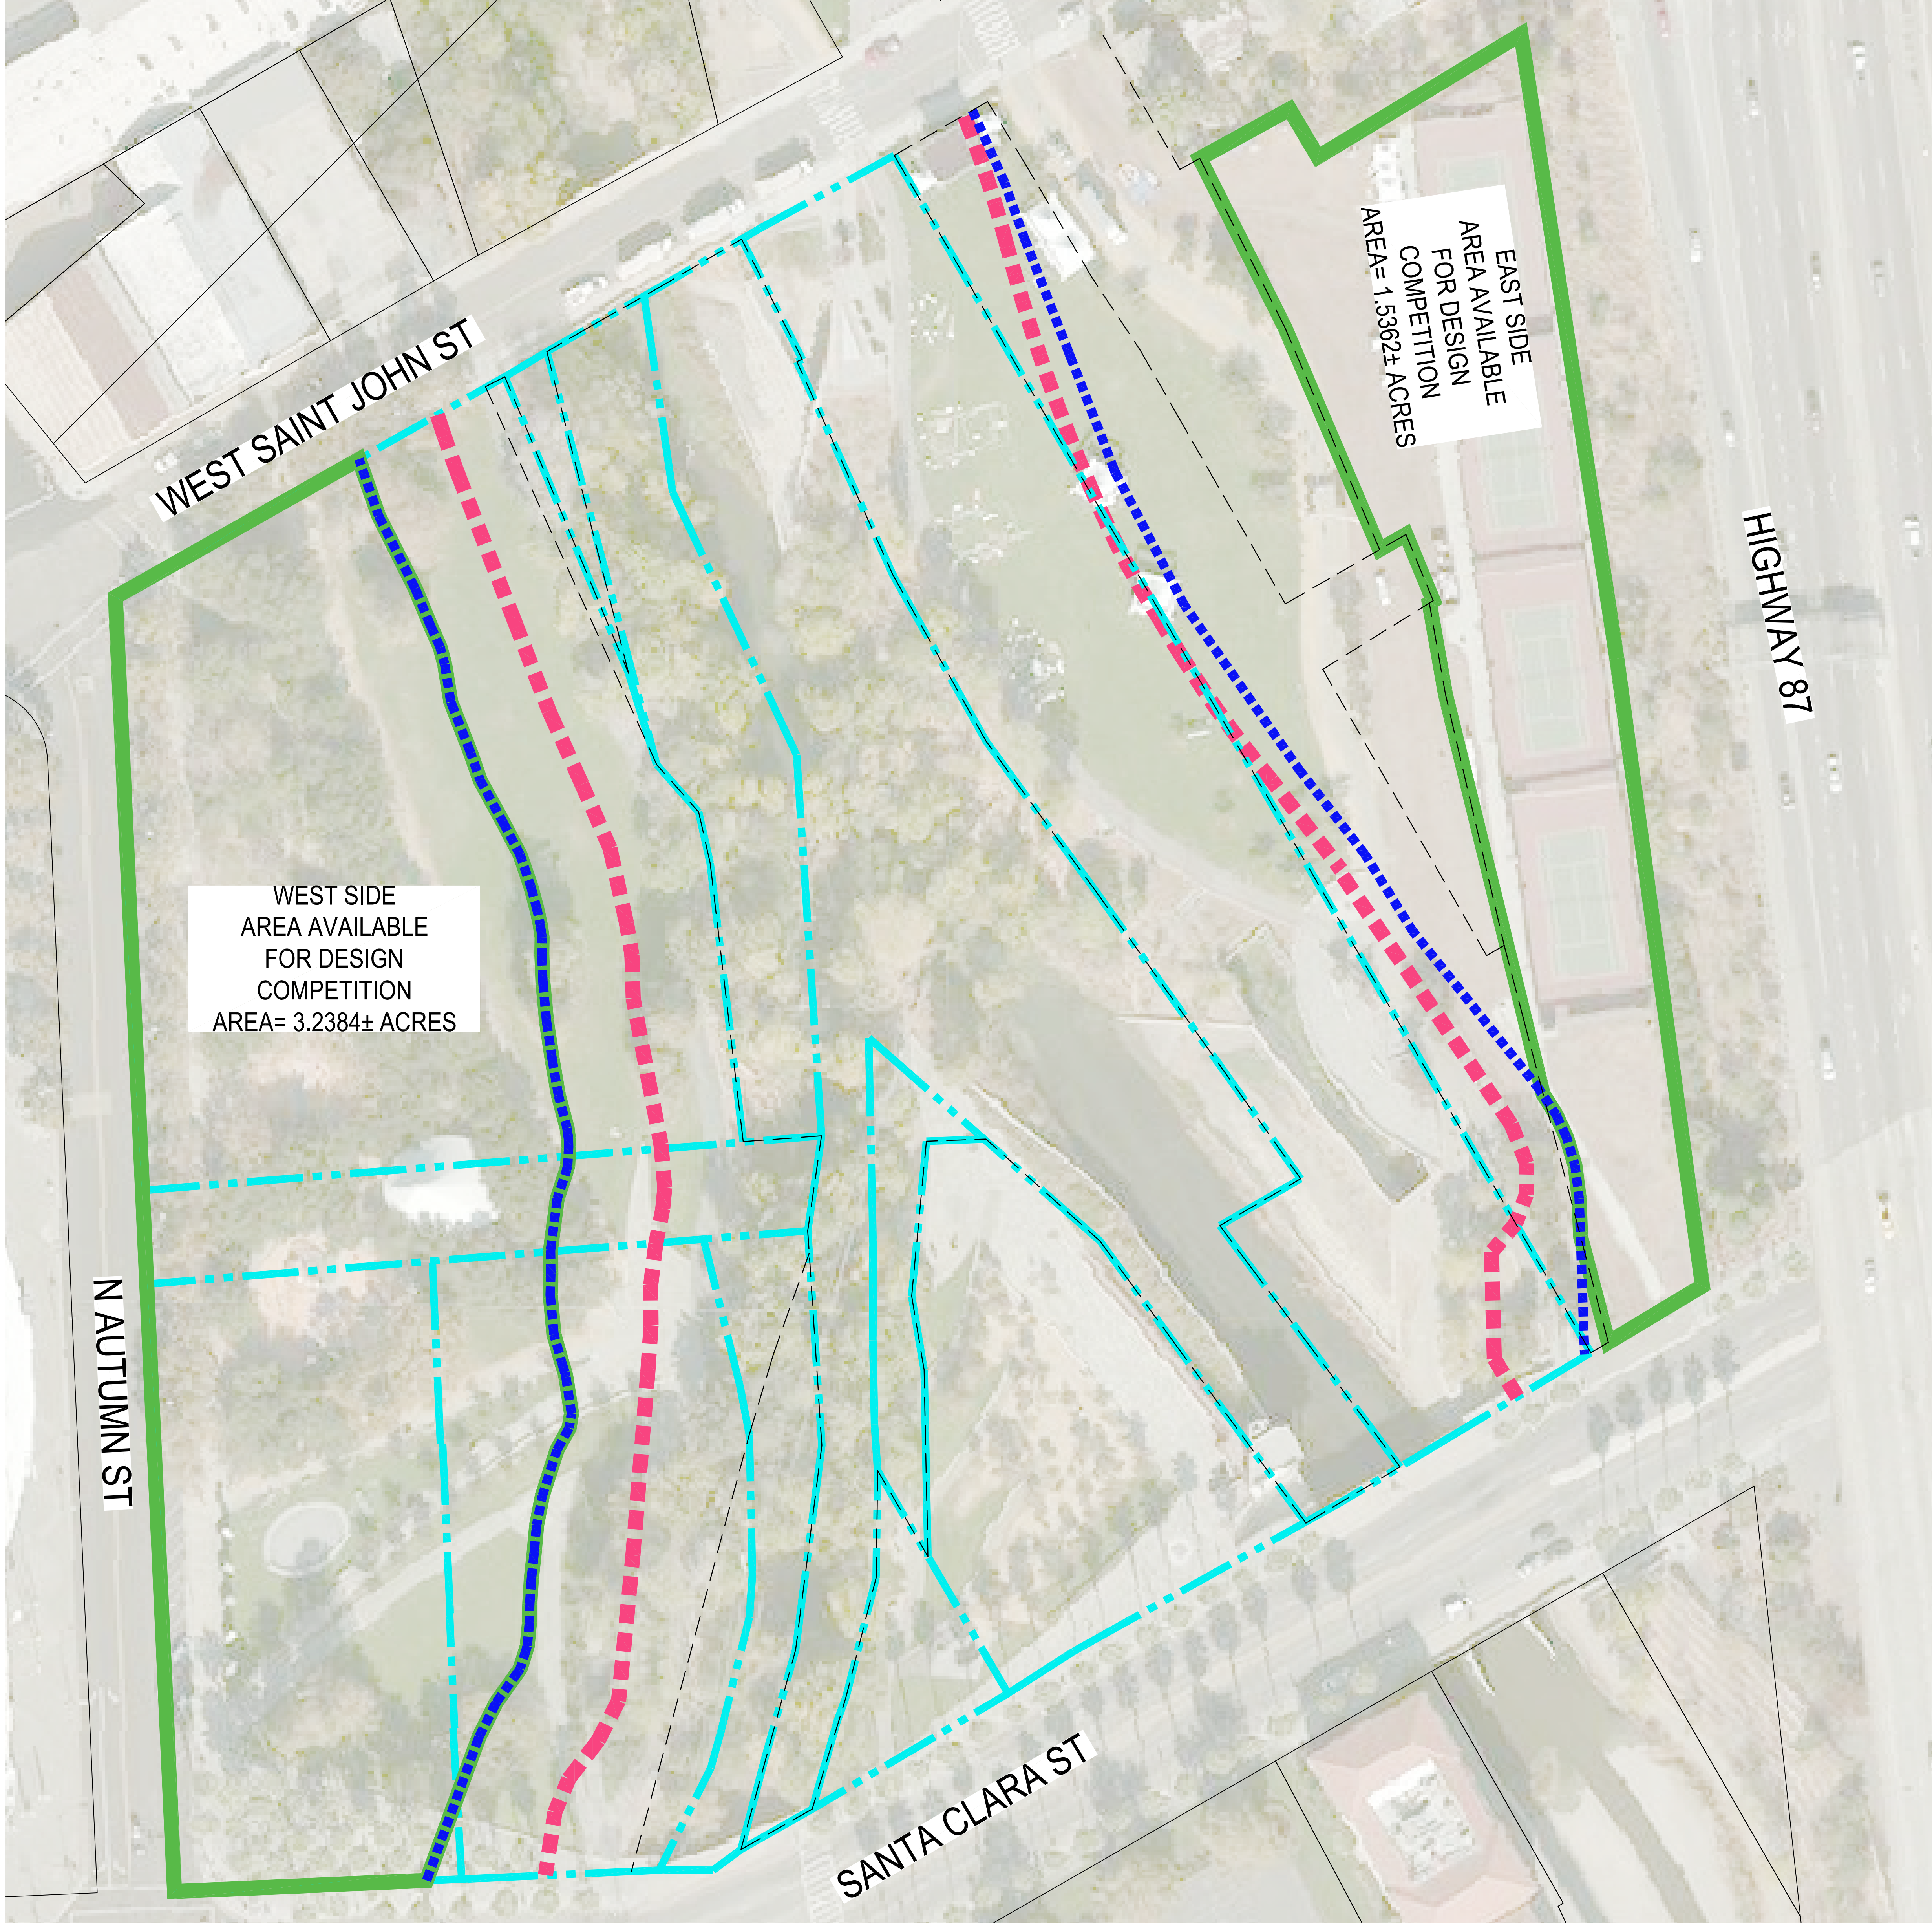 EAST SIDE
AREA AVAILABLE
FOR DESIGN
COMPETITION
AREA= 1.5362± ACRES
WEST SAINT JOHN ST
HIGHWAY 87
WEST SIDE
AREA AVAILABLE
FOR DESIGN
COMPETITION
AREA= 3.2384± ACRES
N AUTUMN ST
SANTA CLARA ST